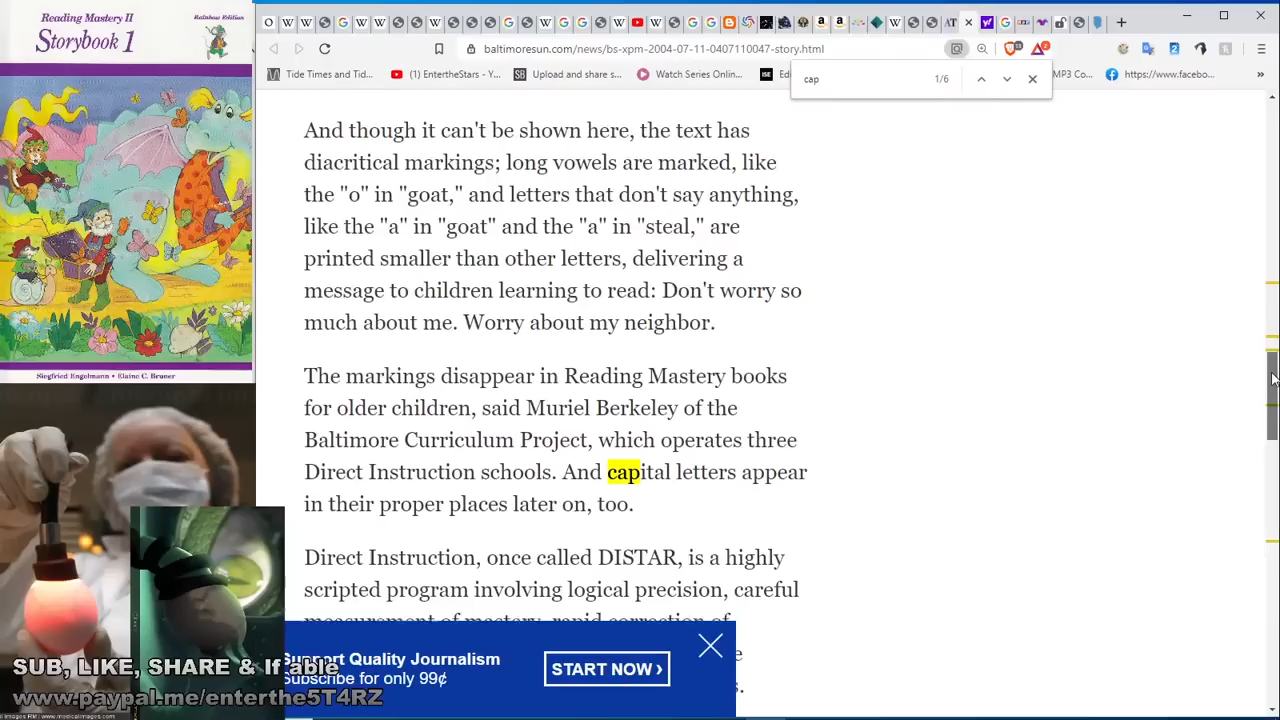 Reading Mastery II
Storybook 1
Rainbow Edition
Siegfried Engelmann • Elaine C. Bruner
baltimoresun.com/news/bs-xpm-2004-07-11-0407110047-story.html
cap 1/6
Tide Times and Tid...
(1) EntertheStars - Y...
Upload and share s...
Watch Series Onlin...
MP3 Co...
https://www.facebo...
And though it can't be shown here, the text has
diacritical markings; long vowels are marked, like
the "o" in "goat," and letters that don't say anything,
like the "a" in "goat" and the "a" in "steal," are
printed smaller than other letters, delivering a
message to children learning to read: Don't worry so
much about me. Worry about my neighbor.
The markings disappear in Reading Mastery books
for older children, said Muriel Berkeley of the
Baltimore Curriculum Project, which operates three
Direct Instruction schools. And capital letters appear
in their proper places later on, too.
Direct Instruction, once called DISTAR, is a highly
scripted program involving logical precision, careful
measurement of mastery, rapid correction of
Support Quality Journalism
Subscribe for only 99¢
START NOW ›
SUB, LIKE, SHARE & If able
www.paypal.me/enterthe5T4RZ